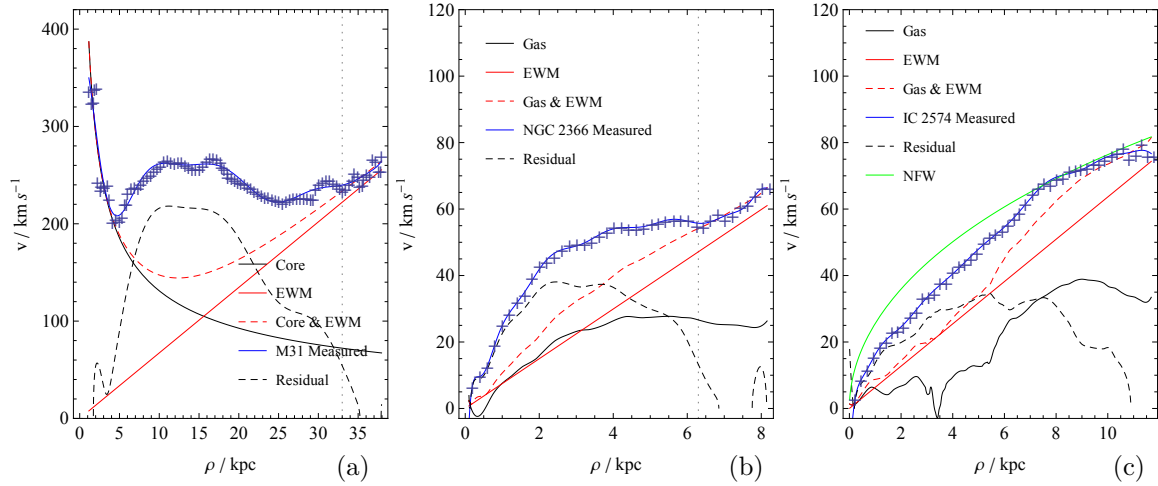 400
300
200
100
0
v / km s⁻¹
0 5 10 15 20 25 30 35
ρ / kpc
(a)
Core
EWM
Core & EWM
M31 Measured
Residual
120
100
80
60
40
20
0
v / km s⁻¹
0 2 4 6 8
ρ / kpc
(b)
Gas
EWM
Gas & EWM
NGC 2366 Measured
Residual
120
100
80
60
40
20
0
v / km s⁻¹
0 2 4 6 8 10
ρ / kpc
(c)
Gas
EWM
Gas & EWM
IC 2574 Measured
Residual
NFW